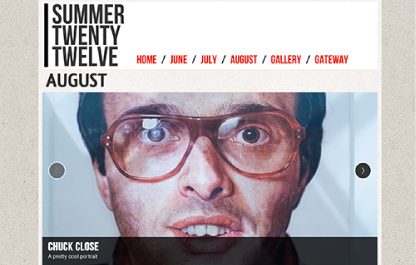 SUMMER
TWENTY
TWELVE
HOME / JUNE / JULY / AUGUST / GALLERY / GATEWAY
AUGUST
CHUCK CLOSE
A pretty cool portrait